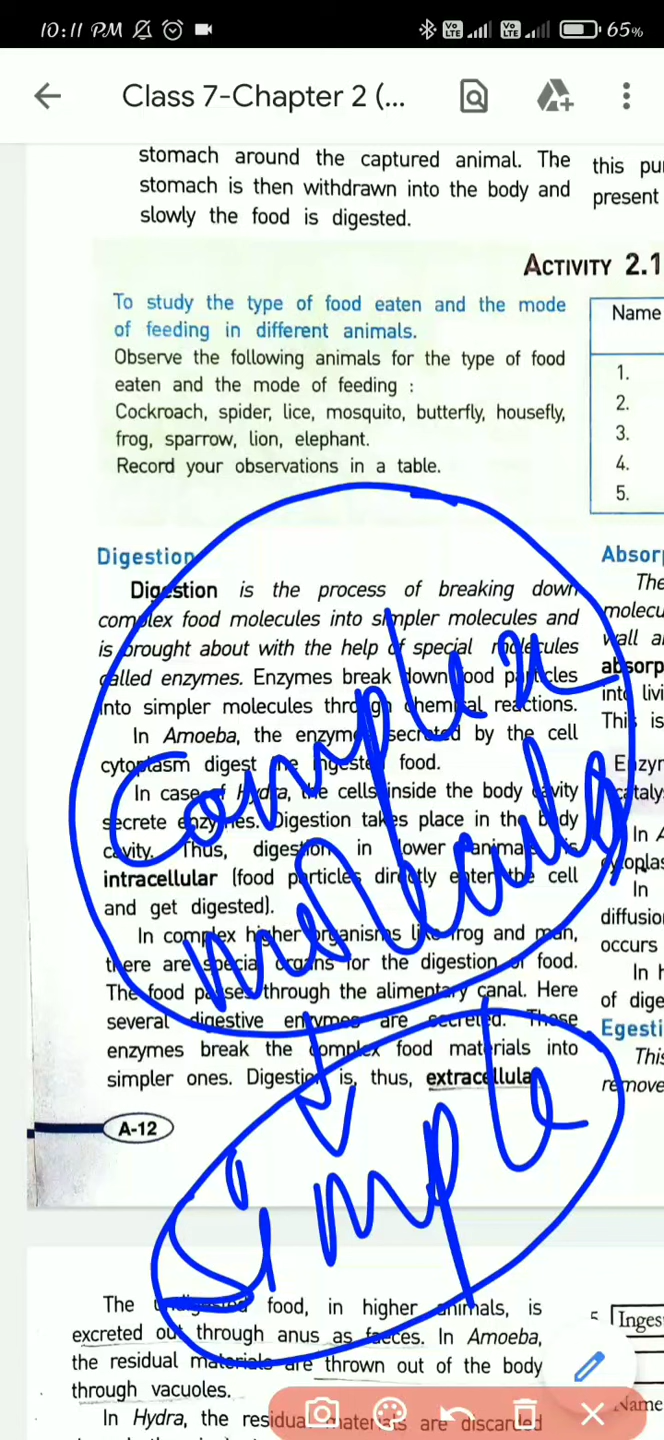 10:11 PM
Vo LTE Vo LTE 65%
Class 7-Chapter 2 (...
stomach around the captured animal. The
stomach is then withdrawn into the body and
slowly the food is digested.
this
present
ACTIVITY 2.1
To study the type of food eaten and the mode
of feeding in different animals.
Observe the following animals for the type of food
eaten and the mode of feeding :
Cockroach, spider, lice, mosquito, butterfly, housefly,
frog, sparrow, lion, elephant.
Record your observations in a table.
Name
1.
2.
3.
4.
5.
Digestion
Digestion is the process of breaking down
complex food molecules into simpler molecules and
is brought about with the help of special molecules
called enzymes. Enzymes break down food particles
into simpler molecules through chemical reactions.
In Amoeba, the enzymes secreted by the cell
cytoplasm digest the ingested food.
In case of Hydra, the cells inside the body cavity
secrete enzymes. Digestion takes place in the body
cavity. Thus, digestion in lower animals is
intracellular (food particles directly enter the cell
and get digested).
In complex higher organisms like frog and man,
there are special organs for the digestion of food.
The food passes through the alimentary canal. Here
several digestive enzymes are secreted. These
enzymes break the complex food materials into
simpler ones. Digestion is, thus, extracellular
A-12
Complex
Simple
The
wall
into
This is
In
In
occurs
In
of
This
The undigested food, in higher animals, is
excreted out through anus as faeces. In Amoeba,
the residual materials are thrown out of the body
through vacuoles.
In Hydra, the residual materials are discarded
Name